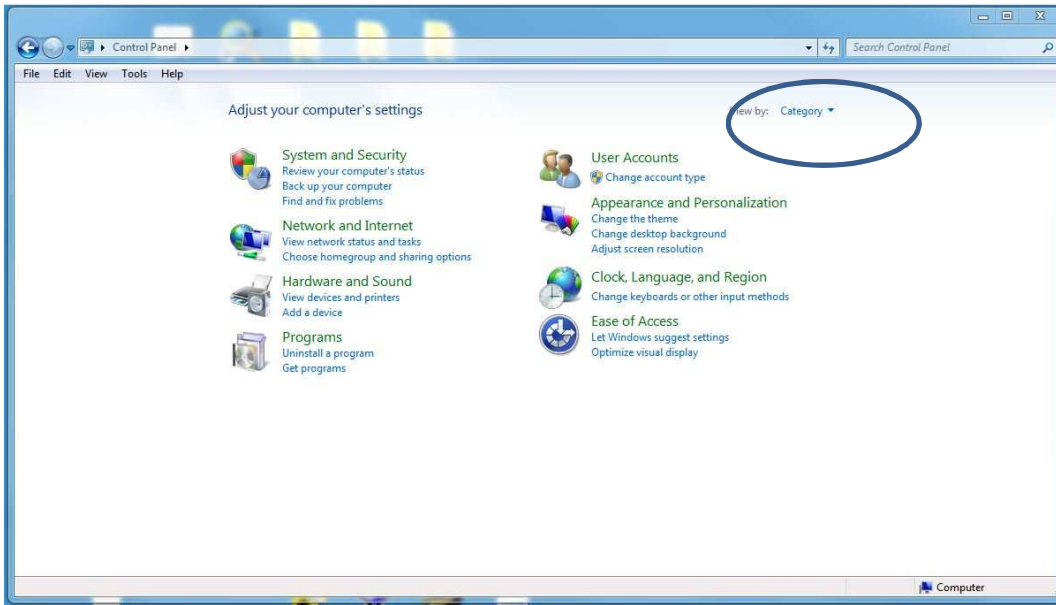 Control Panel
Search Control Panel
File Edit View Tools Help
Adjust your computer's settings
View by: Category
System and Security
Review your computer's status
Back up your computer
Find and fix problems
Network and Internet
View network status and tasks
Choose homegroup and sharing options
Hardware and Sound
View devices and printers
Add a device
Programs
Uninstall a program
Get programs
User Accounts
Change account type
Appearance and Personalization
Change the theme
Change desktop background
Adjust screen resolution
Clock, Language, and Region
Change keyboards or other input methods
Ease of Access
Let Windows suggest settings
Optimize visual display
Computer